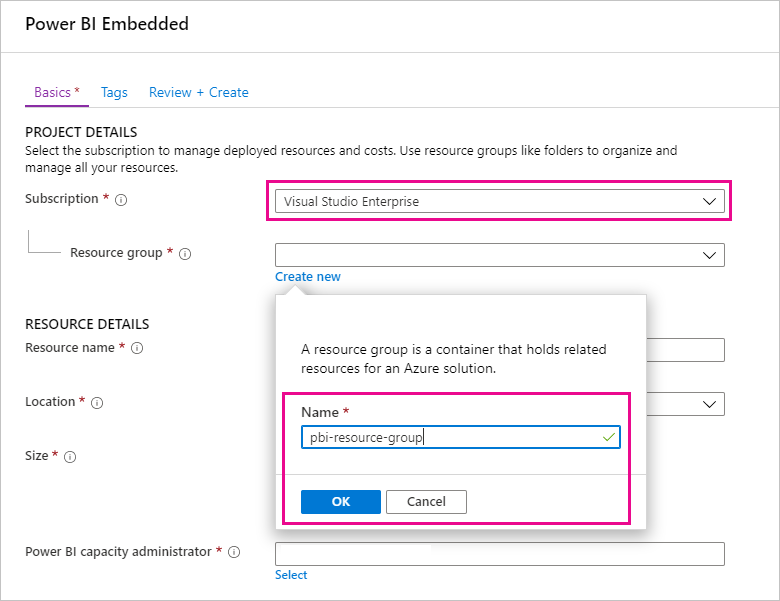 Power BI Embedded
Basics * Tags Review + Create
PROJECT DETAILS
Select the subscription to manage deployed resources and costs. Use resource groups like folders to organize and
manage all your resources.
Subscription * Visual Studio Enterprise
Resource group *
Create new
A resource group is a container that holds related
resources for an Azure solution.
Name *
pbi-resource-group
OK Cancel
RESOURCE DETAILS
Resource name *
Location *
Size *
Power BI capacity administrator *
Select